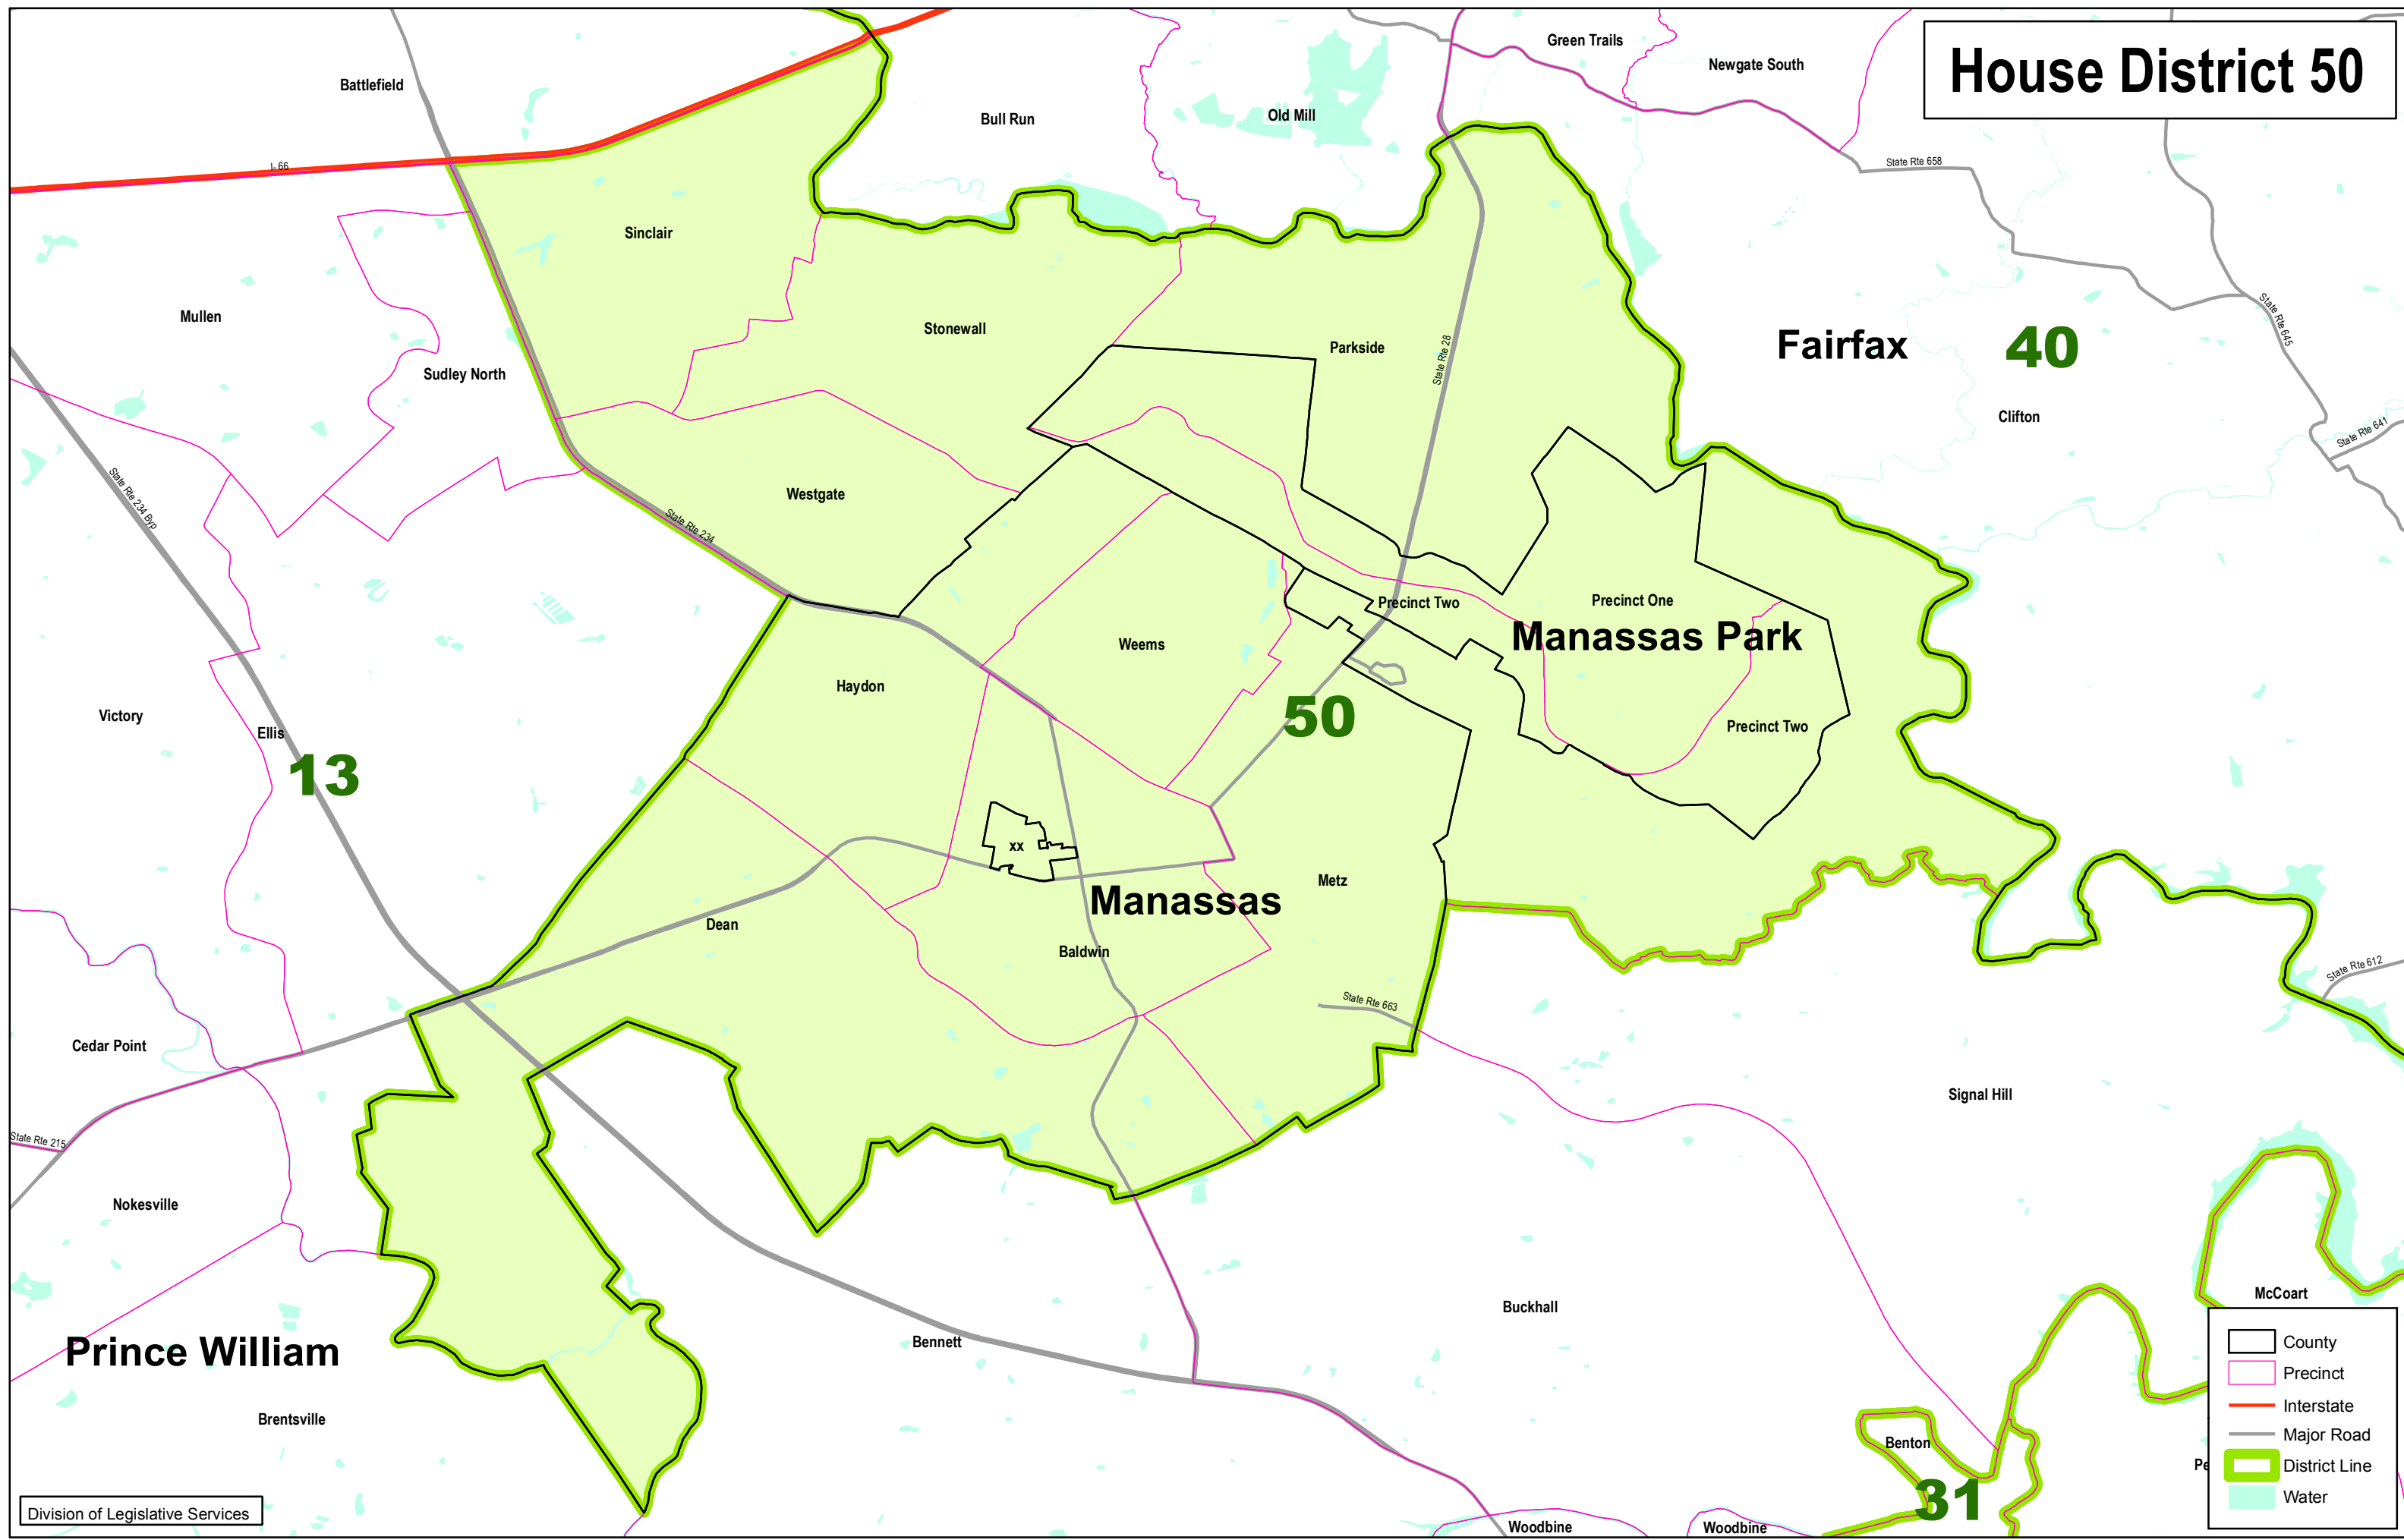 House District 50
Green Trails
Newgate South
Battlefield
Bull Run
Old Mill
I- 66
State Rte 658
Sinclair
Mullen
Stonewall
Parkside
State Rte 28
Fairfax
40
State Rte 645
Sudley North
Clifton
State Rte 641
State Rte 234 Byp
Westgate
State Rte 234
Precinct Two
Precinct One
Manassas Park
Weems
Haydon
50
Victory
Ellis
13
Precinct Two
xx
Metz
Manassas
Dean
Baldwin
State Rte 612
State Rte 663
Cedar Point
Signal Hill
State Rte 215
Nokesville
McCoart
Buckhall
Prince William
Bennett
Brentsville
Benton
Pe
31
Woodbine
Woodbine
County
Precinct
Interstate
Major Road
District Line
Water
Division of Legislative Services